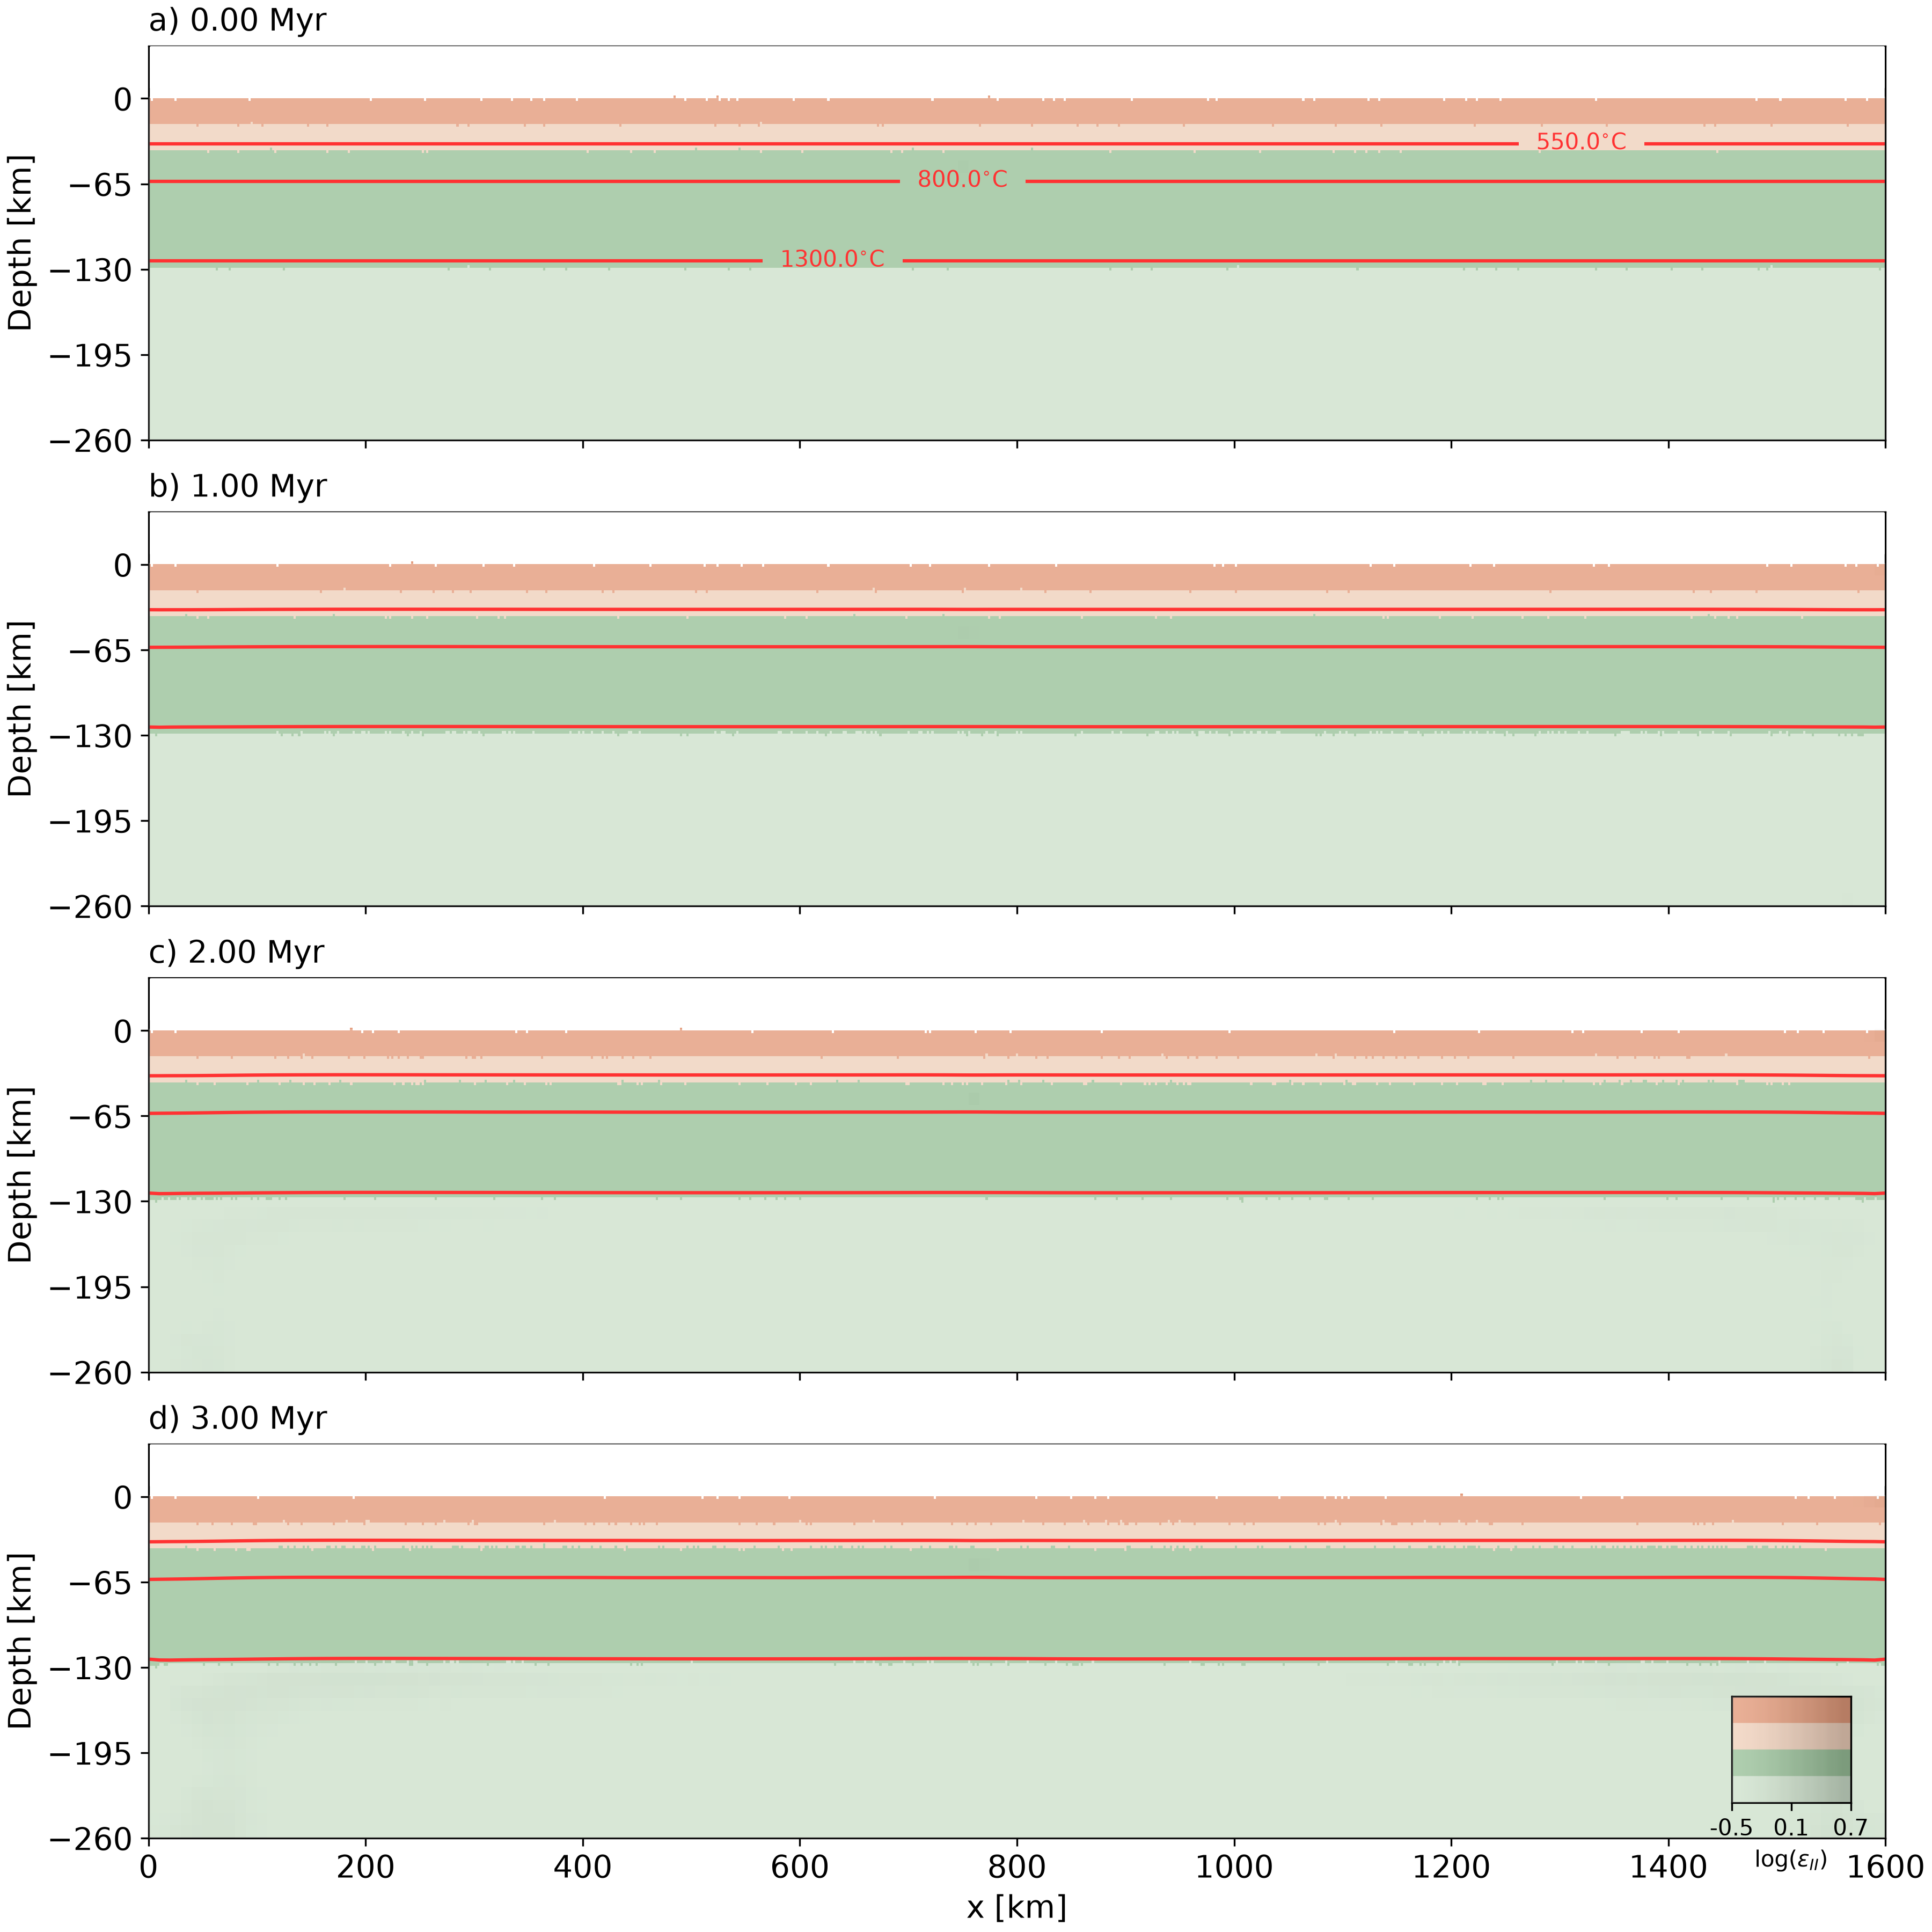 a) 0.00 Myr
0
−65
−130
−195
−260
Depth [km]
550.0°C
800.0°C
1300.0°C
b) 1.00 Myr
0
−65
−130
−195
−260
Depth [km]
c) 2.00 Myr
0
−65
−130
−195
−260
Depth [km]
d) 3.00 Myr
0
−65
−130
−195
−260
Depth [km]
-0.5 0.1 0.7
log(ε_II)
0 200 400 600 800 1000 1200 1400 1600
x [km]